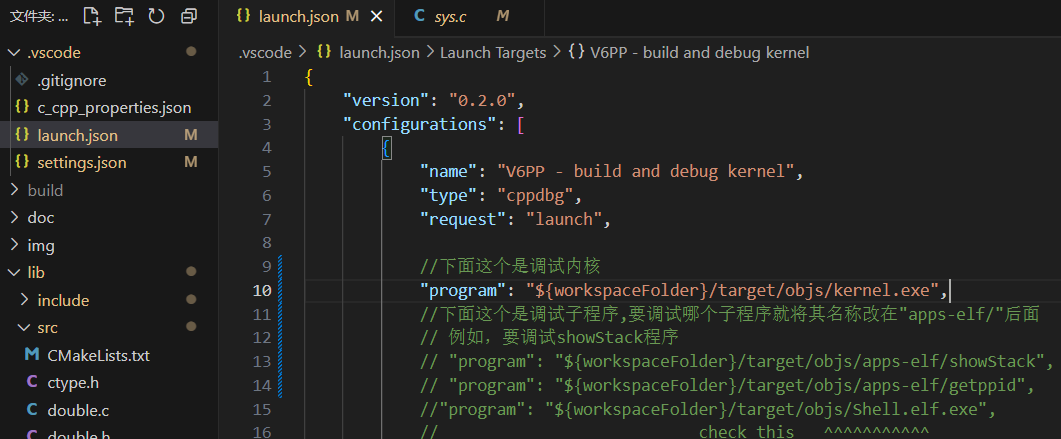 文件夹: ...
.vscode
.gitignore
c_cpp_properties.json
launch.json M
settings.json M
build
doc
img
lib
include
src
CMakeLists.txt
ctype.h
double.c
double.h
launch.json M
sys.c M
.vscode > {} launch.json > Launch Targets > {} V6PP - build and debug kernel
1 {
2 "version": "0.2.0",
3 "configurations": [
4 {
5 "name": "V6PP - build and debug kernel",
6 "type": "cppdbg",
7 "request": "launch",
8
9 //下面这个是调试内核
10 "program": "${workspaceFolder}/target/objs/kernel.exe",
11 //下面这个是调试子程序,要调试哪个子程序就将其名称改在"apps-elf/"后面
12 // 例如，要调试showStack程序
13 // "program": "${workspaceFolder}/target/objs/apps-elf/showStack",
14 // "program": "${workspaceFolder}/target/objs/apps-elf/getppid",
15 //"program": "${workspaceFolder}/target/objs/Shell.elf.exe",
16 // check this ^^^^^^^^^^^